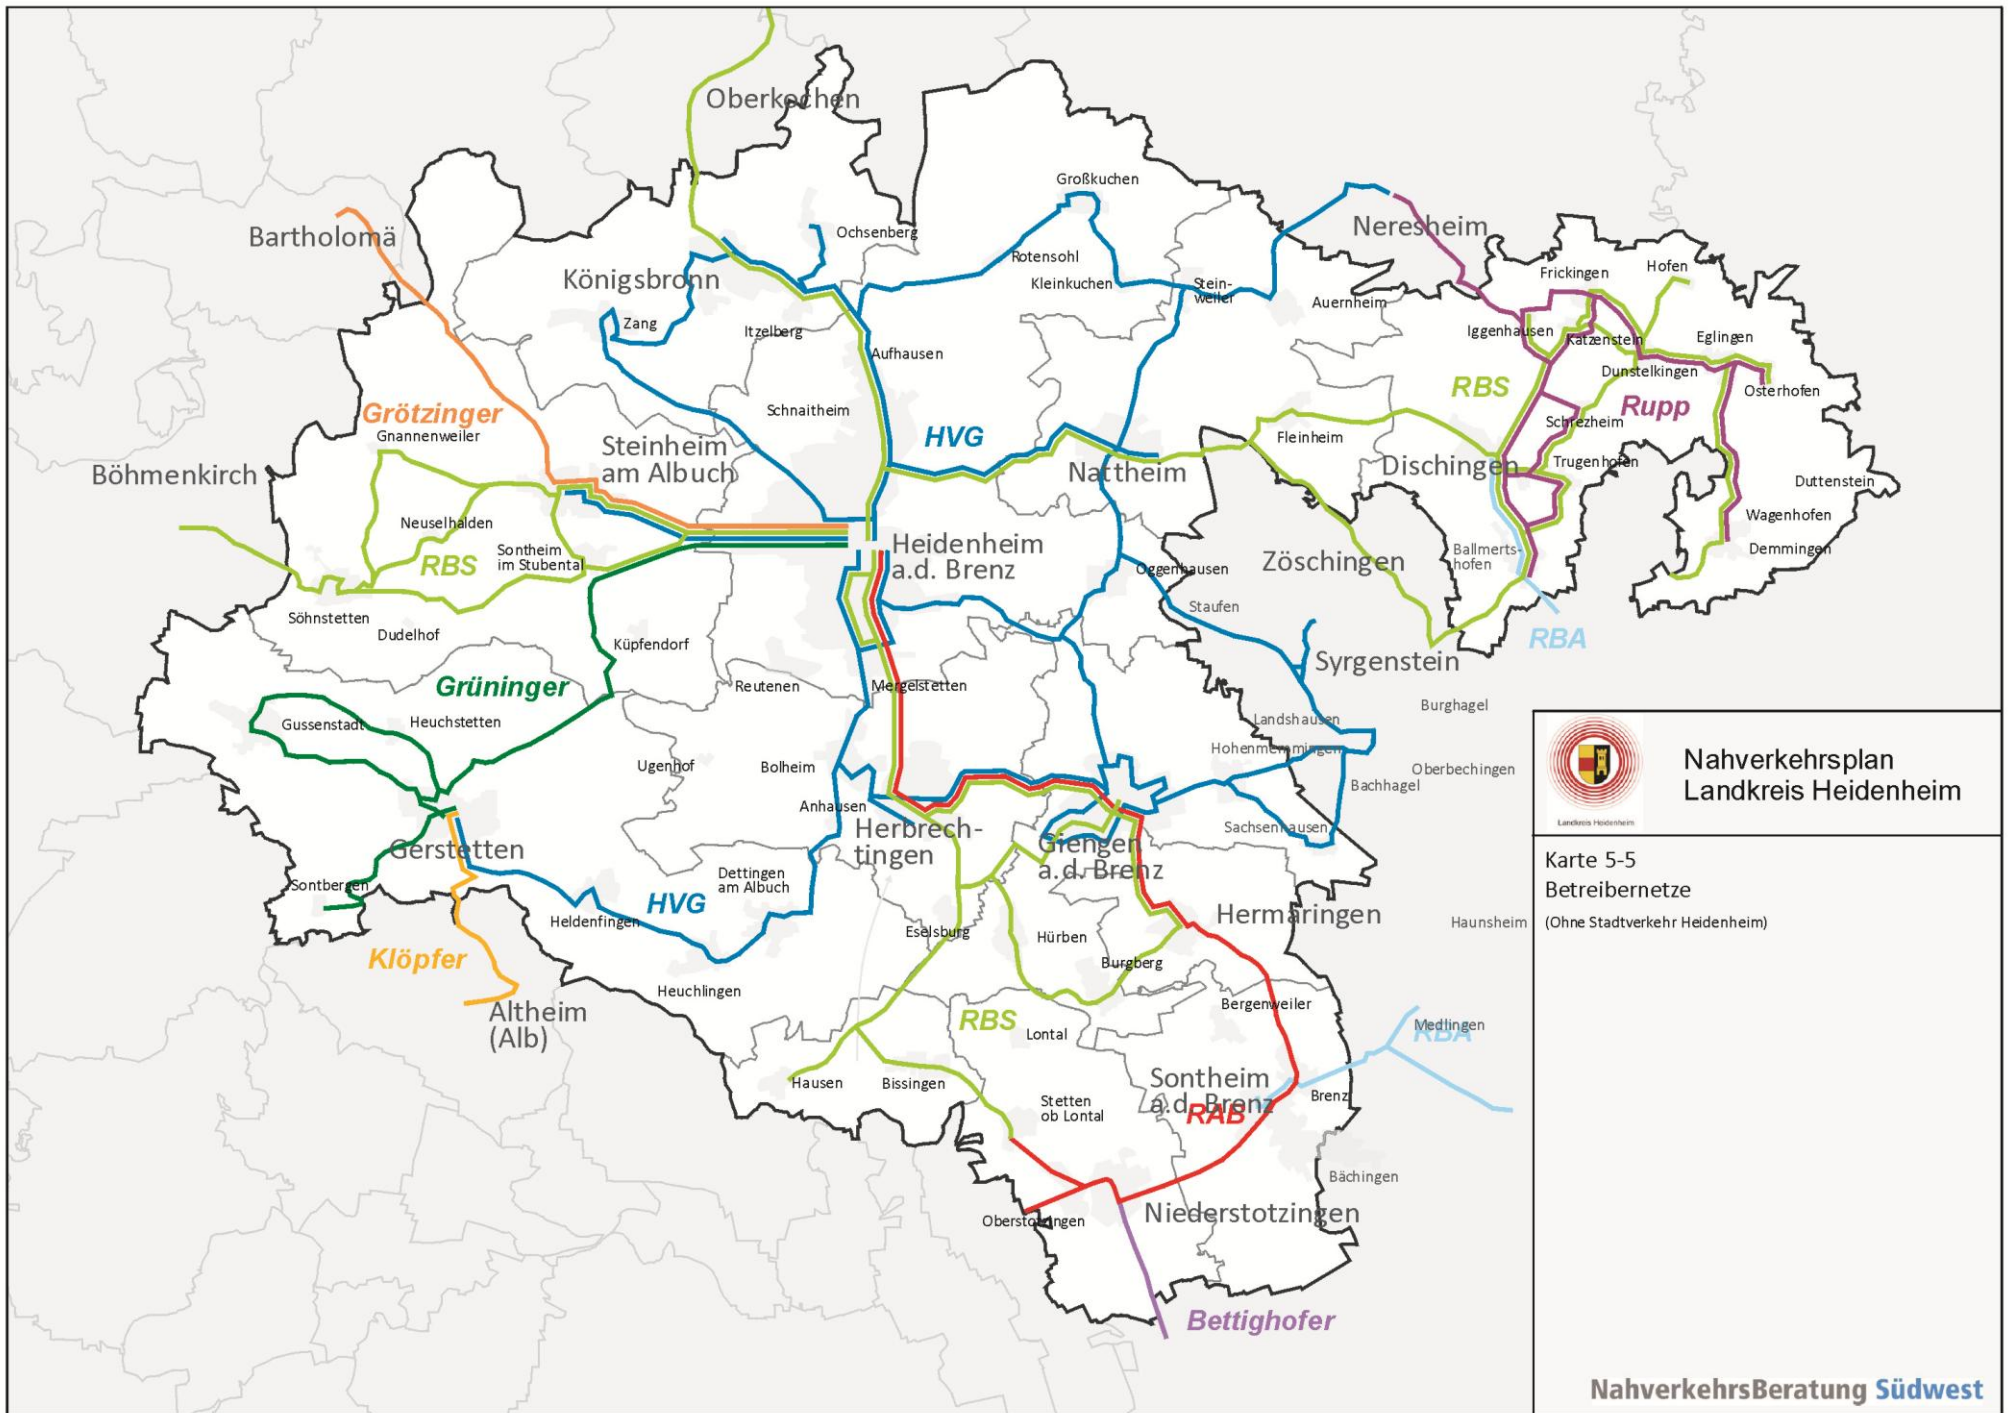 Oberkochen
Großkuchen
Bartholomä
Ochsenberg
Neresheim
Königsbronn
Rotensohl
Kleinkuchen
Stein-
weiler
Auernheim
Frickingen
Hofen
Zang
Itzelberg
Aufhausen
Iggenhausen
Katzenstein
Eglingen
Dunstelkingen
Osterhofen
RBS
Rupp
Grötzinger
Gnannenweiler
Schnaitheim
HVG
Schrezheim
Steinheim
am Albuch
Fleinheim
Böhmenkirch
Nattheim
Dischingen
Trugenhofen
Duttenstein
Neuselhalden
Wagenhofen
RBS
Sontheim
im Stubental
Heidenheim
a.d. Brenz
Oggenhausen
Zöschingen
Ballmerts-
hofen
Demmingen
Söhnstetten
Dudelhof
Küpfendorf
Staufen
RBA
Syrgenstein
Grüninger
Reutenen
Mergelstetten
Burghagel
Gussenstadt
Heuchstetten
Landshausen
Hohenmemmingen
Ugenhof
Bolheim
Oberbechingen
Bachhagel
Anhausen
Herbrech-
tingen
Giengen
a.d. Brenz
Sachsenhausen
Gerstetten
Sontbergen
Dettingen
am Albuch
HVG
Heldenfingen
Eselsburg
Hürben
Hermaringen
Haunsheim
Klöpfer
Burgberg
Heuchlingen
Altheim
(Alb)
RBS
Lontal
Bergenweiler
Medlingen
RBA
Hausen
Bissingen
Stetten
ob Lontal
Sontheim
a.d. Brenz
RAB
Brenz
Bächingen
Oberstotzingen
Niederstotzingen
Bettighofer
Landkreis Heidenheim
Nahverkehrsplan
Landkreis Heidenheim
Karte 5-5
Betreibernetze
(Ohne Stadtverkehr Heidenheim)
NahverkehrsBeratung Südwest